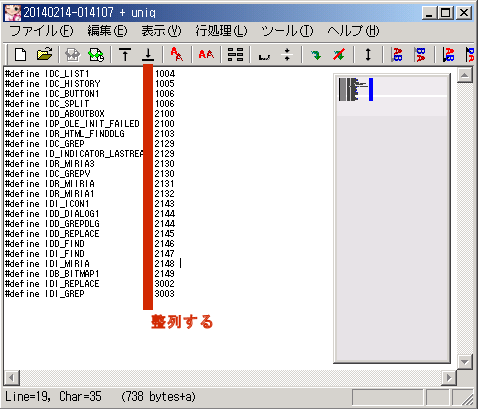 20140214-014107 + uniq
ファイル(F) 編集(E) 表示(V) 行処理(L) ツール(T) ヘルプ(H)
#define IDC_LIST1 1004
#define IDC_HISTORY 1005
#define IDC_BUTTON1 1006
#define IDC_SPLIT 1006
#define IDD_ABOUTBOX 2100
#define IDP_OLE_INIT_FAILED 2100
#define IDR_HTML_FINDDLG 2103
#define IDC_GREP 2129
#define ID_INDICATOR_LASTREA 2129
#define IDR_MIRIA3 2130
#define IDC_GREPV 2130
#define IDR_MIIRIA 2131
#define IDR_MIRIA1 2132
#define IDI_ICON1 2143
#define IDD_DIALOG1 2144
#define IDD_GREPDLG 2144
#define IDD_REPLACE 2145
#define IDD_FIND 2146
#define IDI_FIND 2147
#define IDI_MIRIA 2148
#define IDB_BITMAP1 2149
#define IDI_REPLACE 3002
#define IDI_GREP 3003
整列する
Line=19, Char=35 (738 bytes+a)